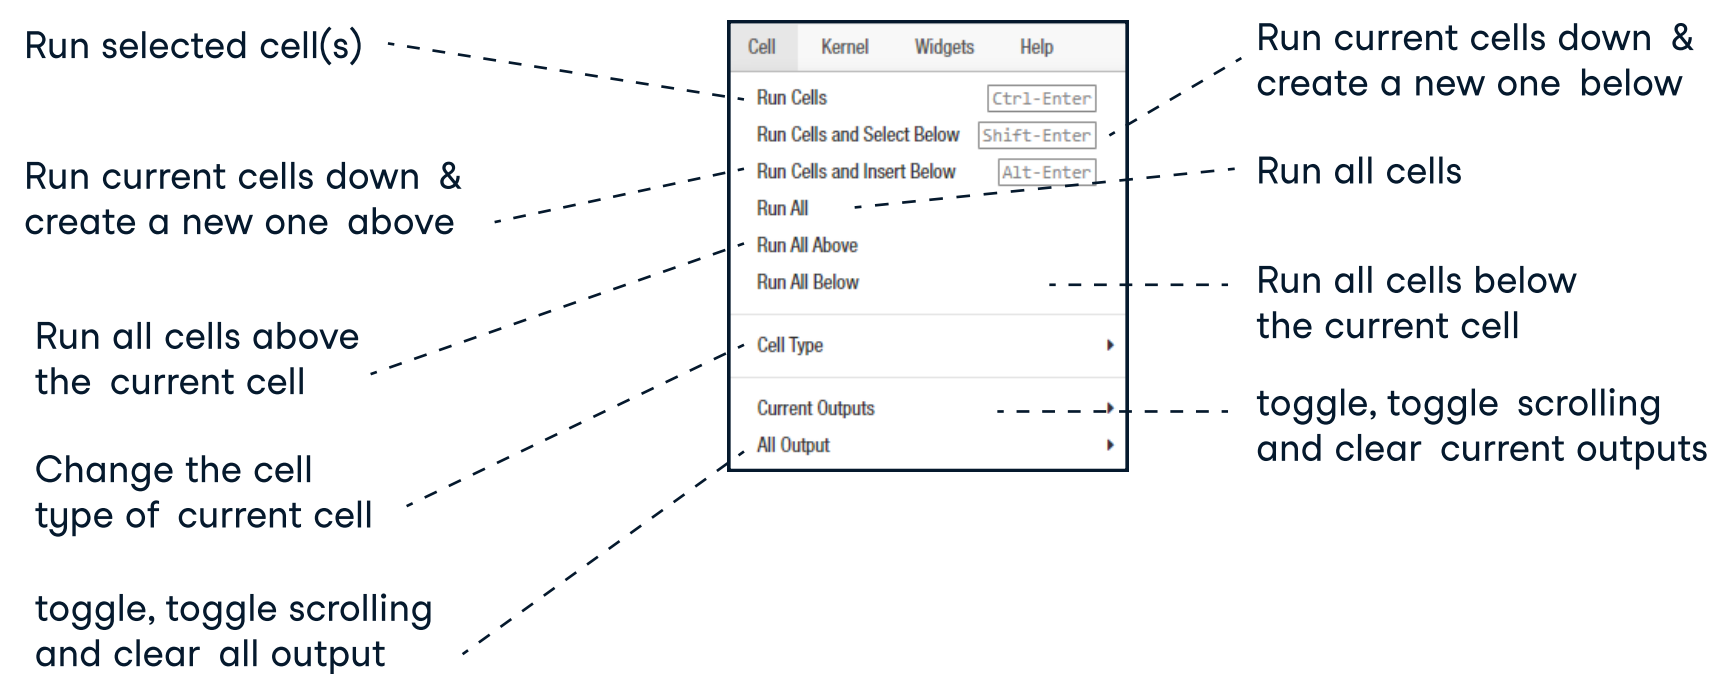 Run selected cell(s)
Run current cells down &
create a new one above
Run all cells above
the current cell
Change the cell
type of current cell
toggle, toggle scrolling
and clear all output
Cell Kernel Widgets Help
Run Cells Ctrl-Enter
Run Cells and Select Below Shift-Enter
Run Cells and Insert Below Alt-Enter
Run All
Run All Above
Run All Below
Cell Type
Current Outputs
All Output
Run current cells down &
create a new one below
Run all cells
Run all cells below
the current cell
toggle, toggle scrolling
and clear current outputs